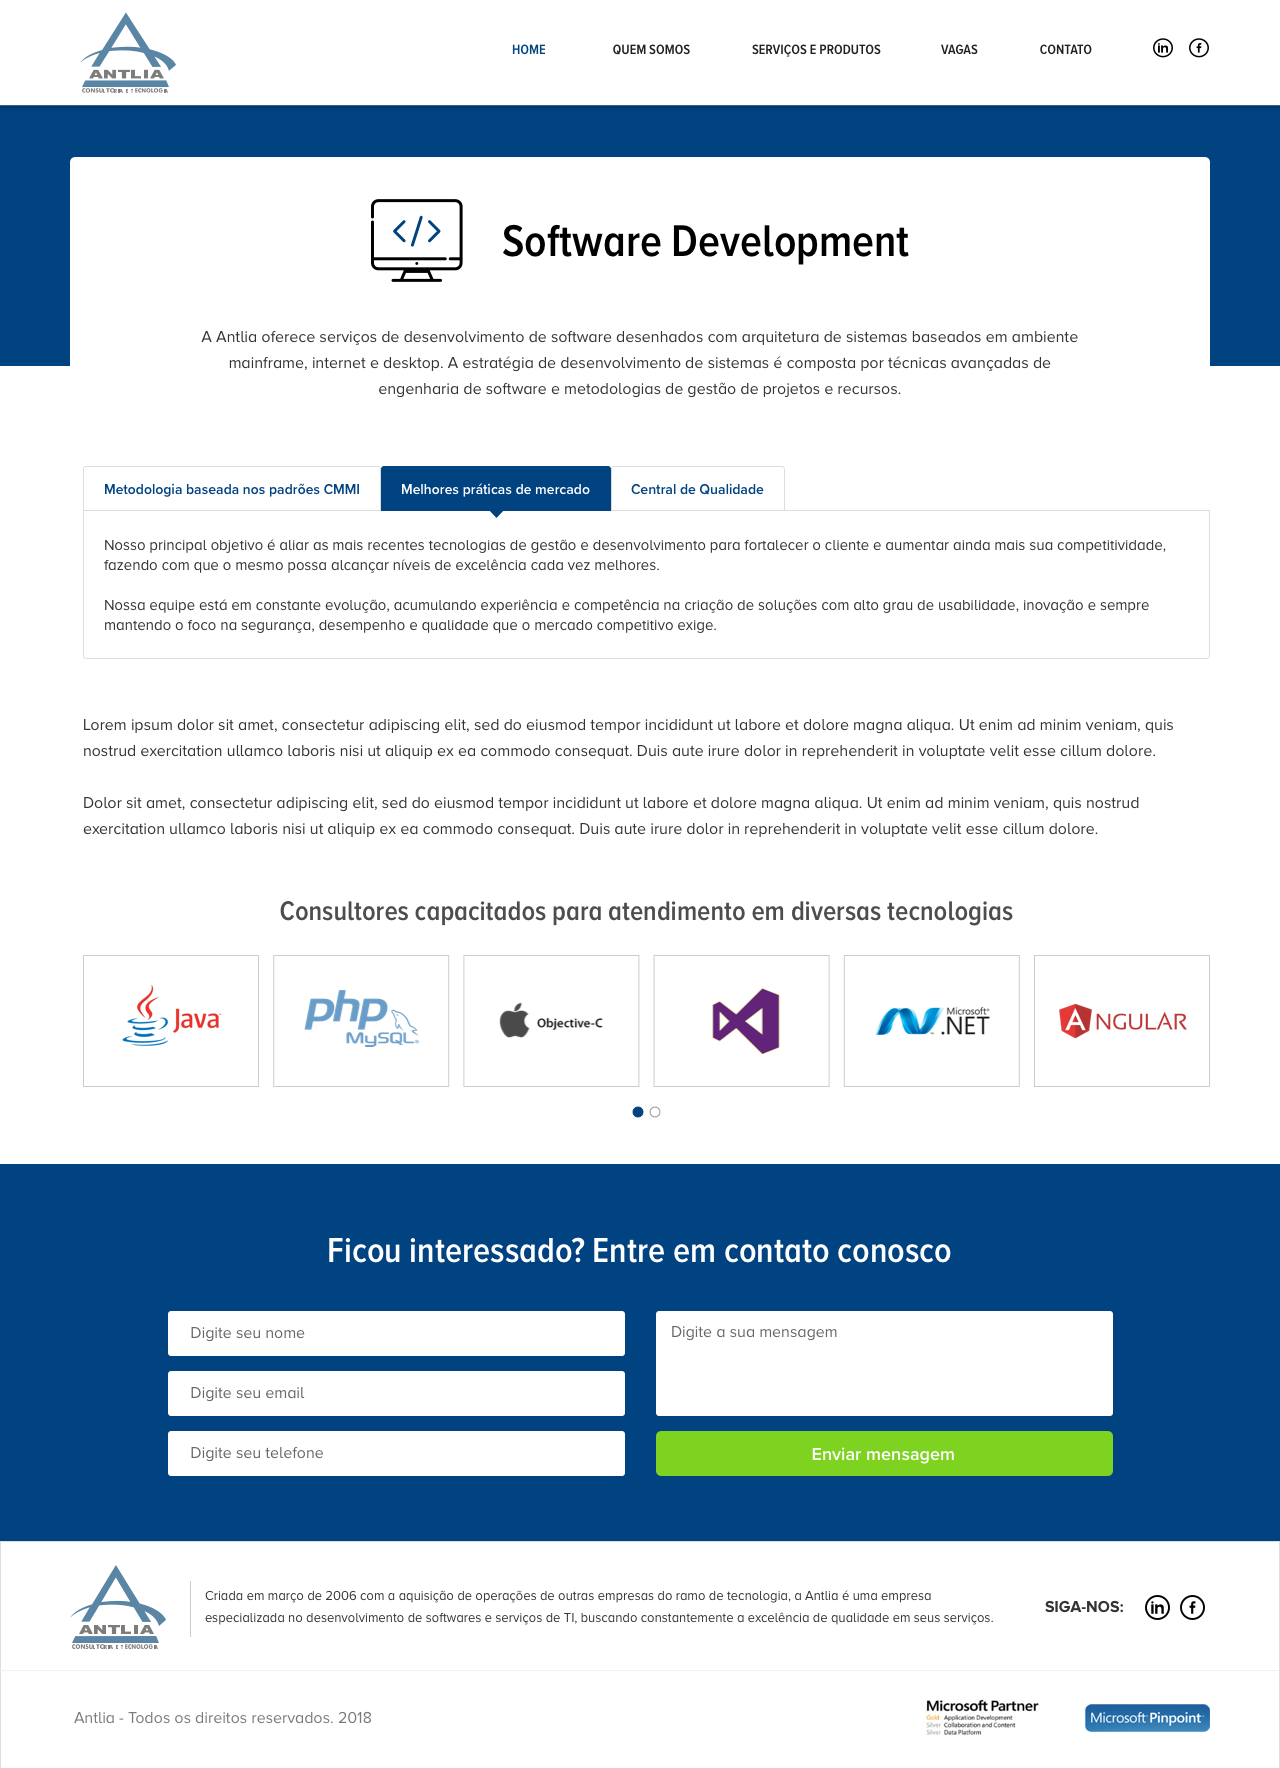 ANTLIA
CONSULTORIA E TECNOLOGIA
HOME
QUEM SOMOS
SERVIÇOS E PRODUTOS
VAGAS
CONTATO
in
f
</>
Software Development
A Antlia oferece serviços de desenvolvimento de software desenhados com arquitetura de sistemas baseados em ambiente
mainframe, internet e desktop. A estratégia de desenvolvimento de sistemas é composta por técnicas avançadas de
engenharia de software e metodologias de gestão de projetos e recursos.
Metodologia baseada nos padrões CMMI
Melhores práticas de mercado
Central de Qualidade
Nosso principal objetivo é aliar as mais recentes tecnologias de gestão e desenvolvimento para fortalecer o cliente e aumentar ainda mais sua competitividade,
fazendo com que o mesmo possa alcançar níveis de excelência cada vez melhores.
Nossa equipe está em constante evolução, acumulando experiência e competência na criação de soluções com alto grau de usabilidade, inovação e sempre
mantendo o foco na segurança, desempenho e qualidade que o mercado competitivo exige.
Lorem ipsum dolor sit amet, consectetur adipiscing elit, sed do eiusmod tempor incididunt ut labore et dolore magna aliqua. Ut enim ad minim veniam, quis
nostrud exercitation ullamco laboris nisi ut aliquip ex ea commodo consequat. Duis aute irure dolor in reprehenderit in voluptate velit esse cillum dolore.
Dolor sit amet, consectetur adipiscing elit, sed do eiusmod tempor incididunt ut labore et dolore magna aliqua. Ut enim ad minim veniam, quis nostrud
exercitation ullamco laboris nisi ut aliquip ex ea commodo consequat. Duis aute irure dolor in reprehenderit in voluptate velit esse cillum dolore.
Consultores capacitados para atendimento em diversas tecnologias
Java
php
MySQL
Objective-C
Microsoft®
.NET
A NGULAR
Ficou interessado? Entre em contato conosco
Digite seu nome
Digite seu email
Digite seu telefone
Digite a sua mensagem
Enviar mensagem
ANTLIA
CONSULTORIA E TECNOLOGIA
Criada em março de 2006 com a aquisição de operações de outras empresas do ramo de tecnologia, a Antlia é uma empresa
especializada no desenvolvimento de softwares e serviços de TI, buscando constantemente a excelência de qualidade em seus serviços.
SIGA-NOS:
in
f
Antlia - Todos os direitos reservados. 2018
Microsoft Partner
Gold Application Development
Silver Collaboration and Content
Silver Data Platform
Microsoft Pinpoint